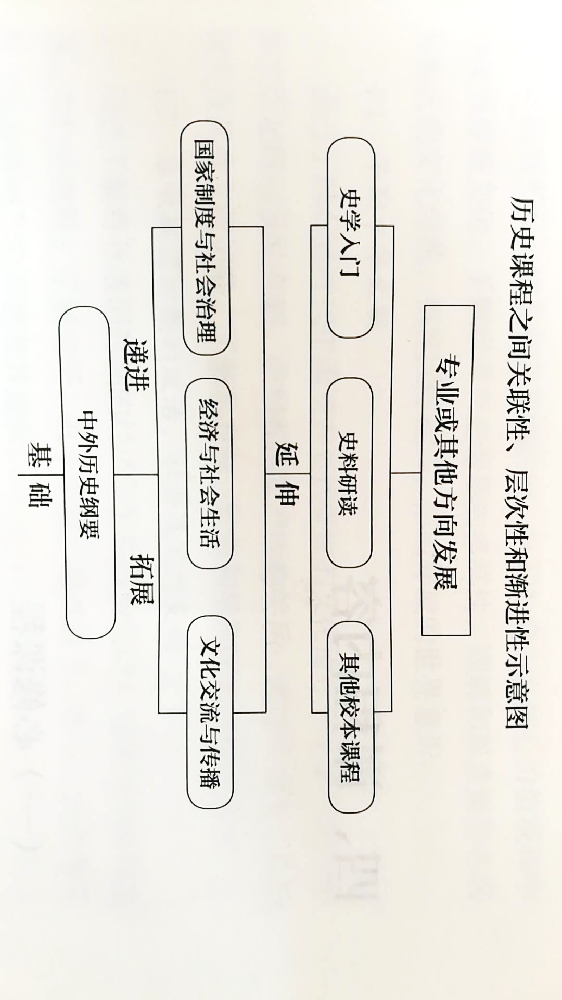 历史课程之间关联性、层次性和渐进性示意图
专业或其他方向发展
史学入门
史料研读
其他校本课程
延 伸
国家制度与社会治理
经济与社会生活
文化交流与传播
递进
拓展
中外历史纲要
基 础